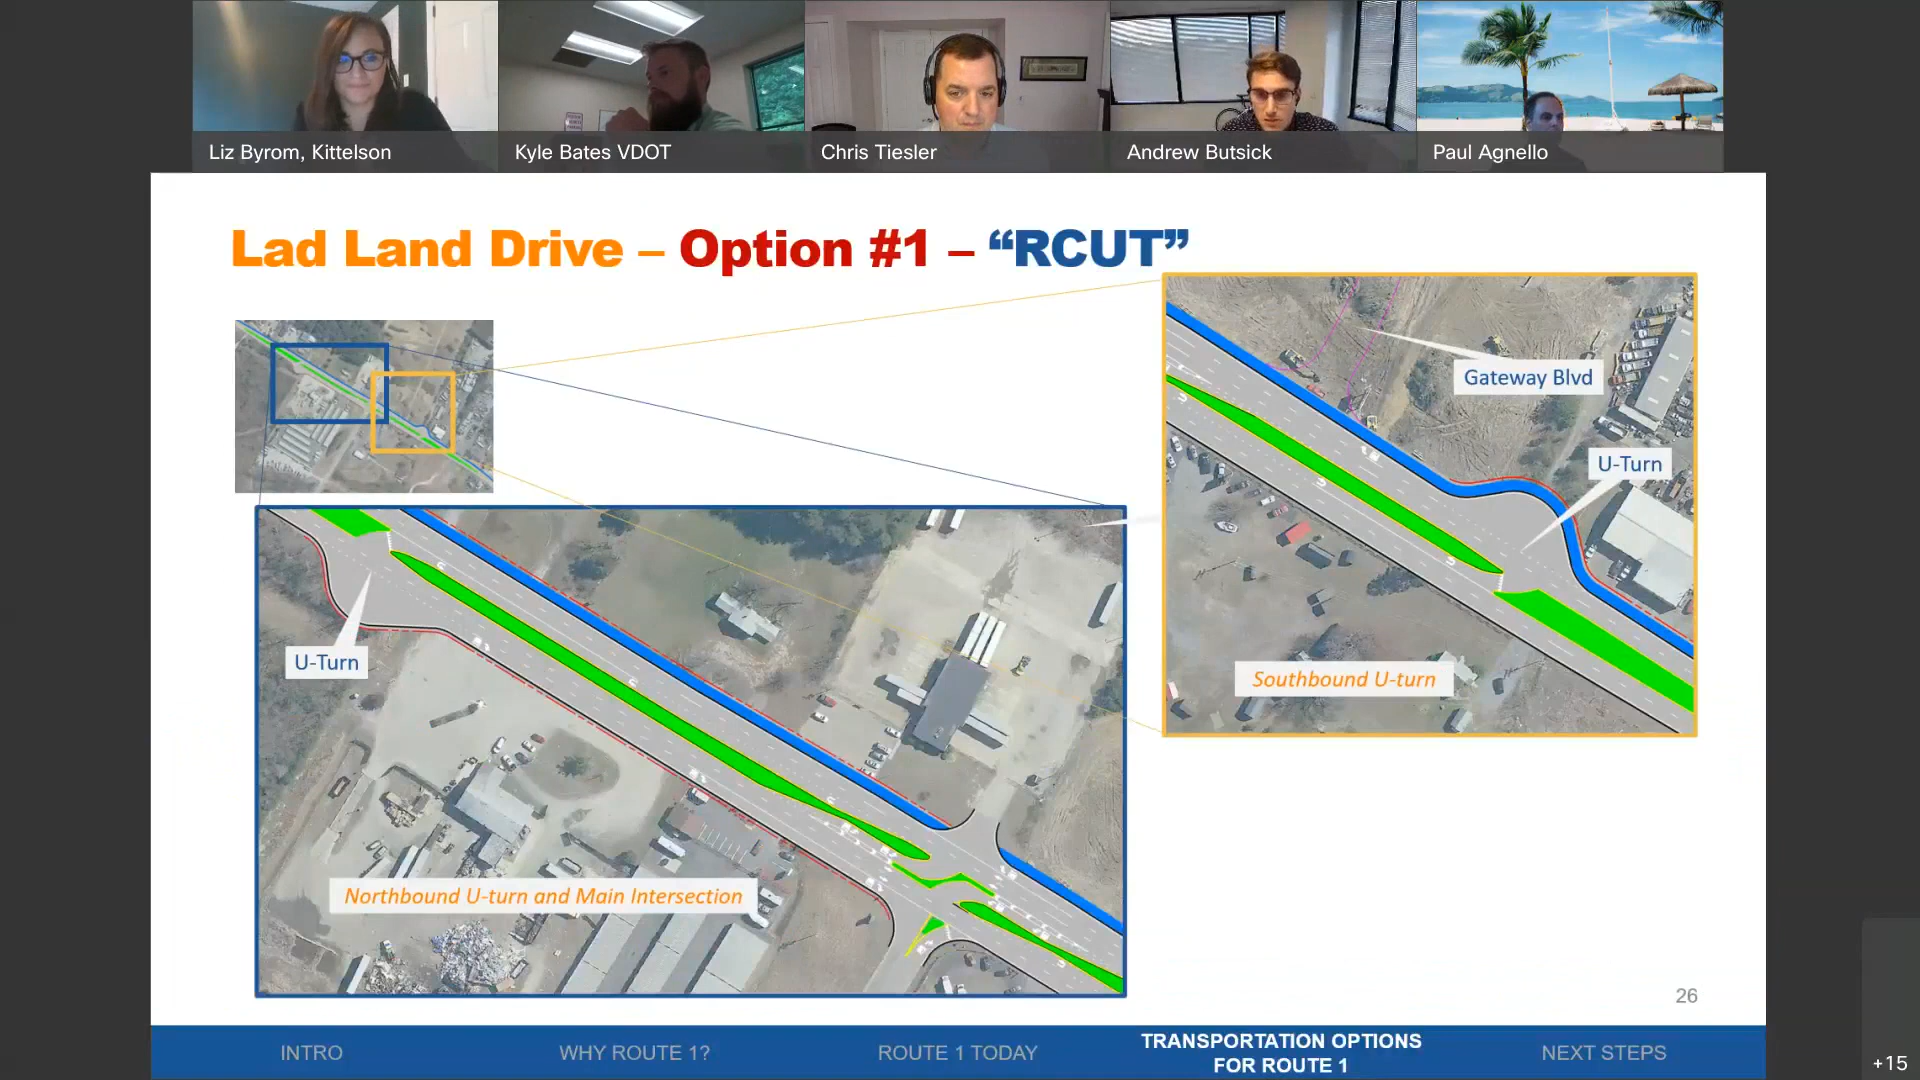 Liz Byrom, Kittelson
Kyle Bates VDOT
Chris Tiesler
Andrew Butsick
Paul Agnello
Lad Land Drive – Option #1 – “RCUT”
Gateway Blvd
U-Turn
Southbound U-turn
U-Turn
Northbound U-turn and Main Intersection
26
INTRO
WHY ROUTE 1?
ROUTE 1 TODAY
TRANSPORTATION OPTIONS
FOR ROUTE 1
NEXT STEPS
+15